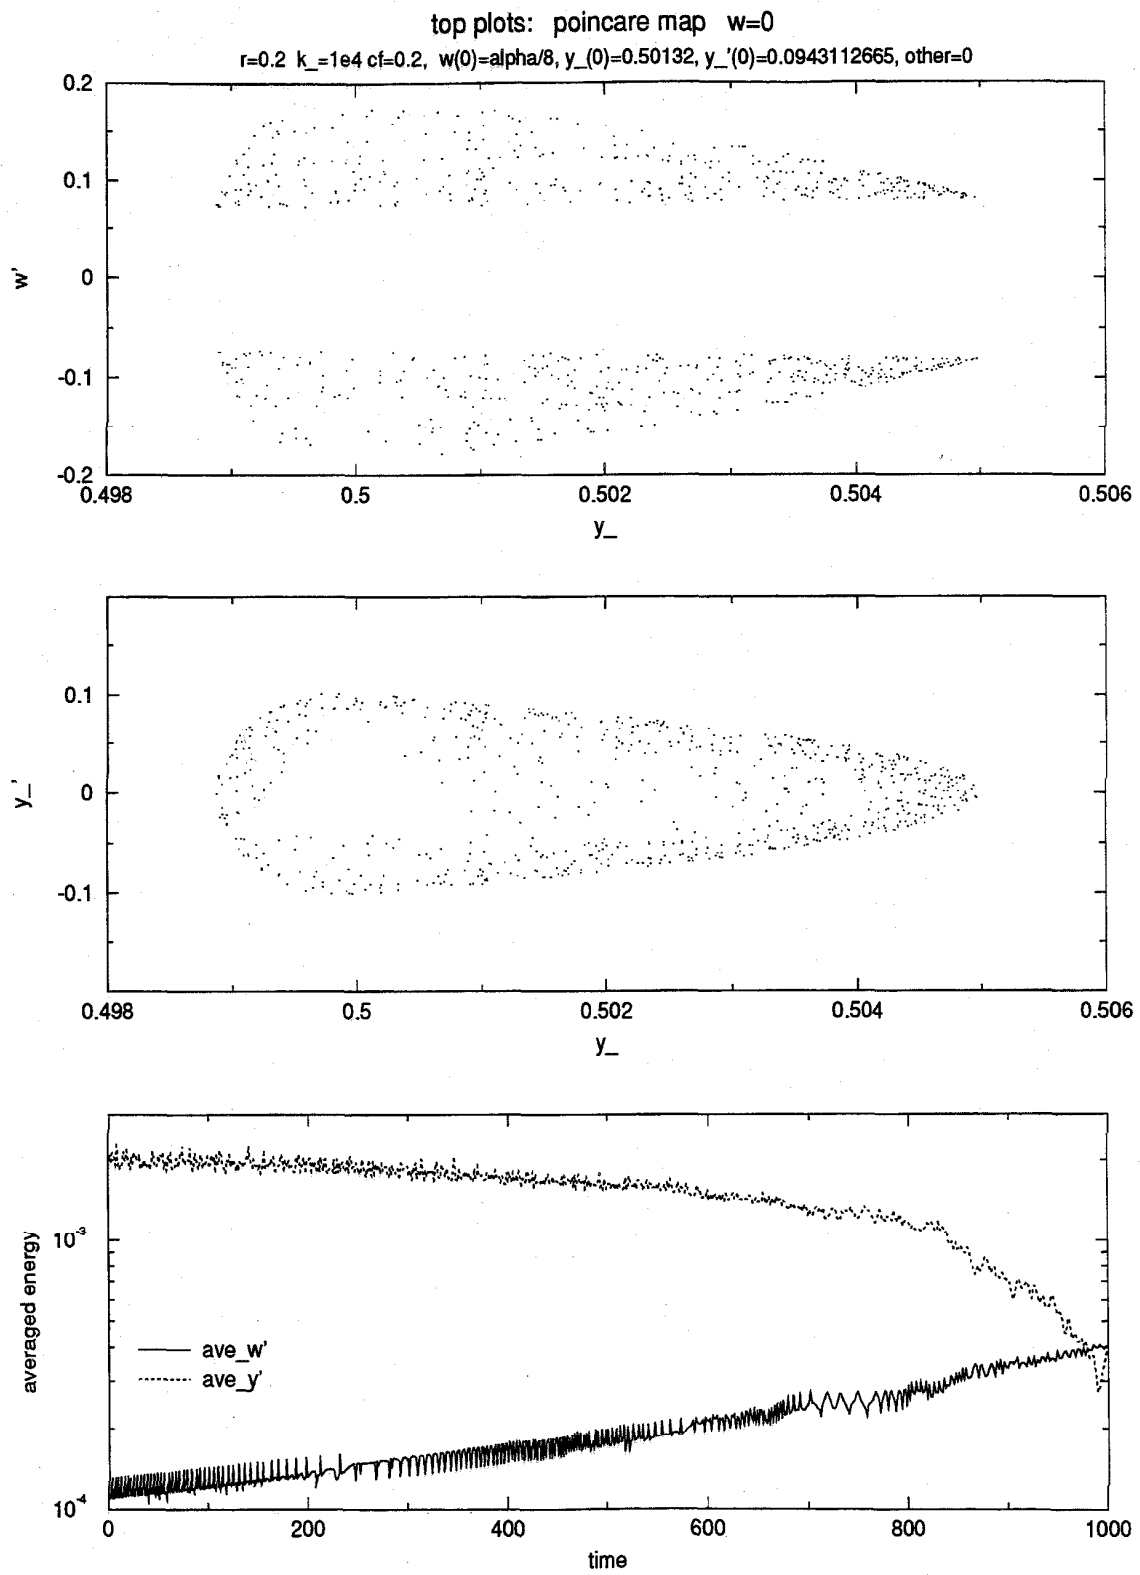 top plots: poincare map w=0
r=0.2 k_=1e4 cf=0.2, w(0)=alpha/8, y_(0)=0.50132, y_'(0)=0.0943112665, other=0
0.2
0.1
0
-0.1
-0.2
w'
0.498 0.5 0.502 0.504 0.506
y_
0.1
0
-0.1
y_'
0.498 0.5 0.502 0.504 0.506
y_
10⁻³
10⁻⁴
averaged energy
ave_w'
ave_y'
0 200 400 600 800 1000
time